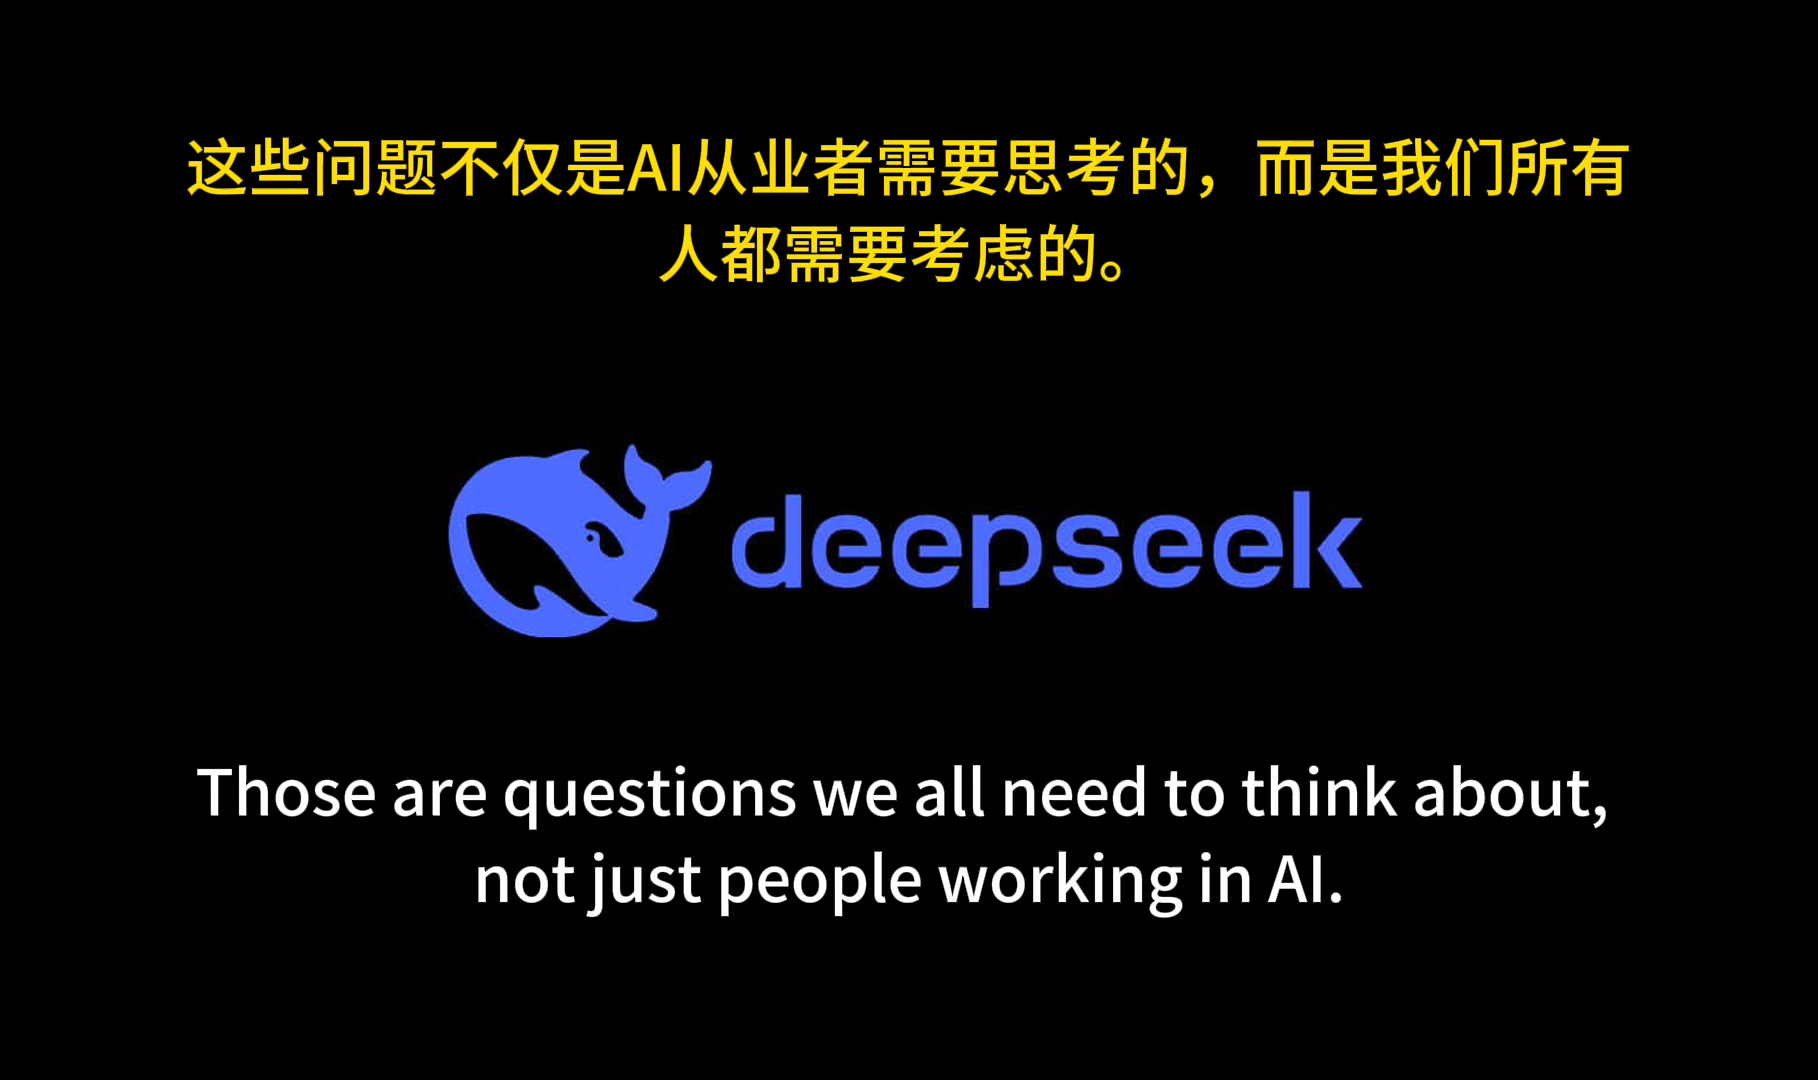 这些问题不仅是AI从业者需要思考的，而是我们所有
人都需要考虑的。
deepseek
Those are questions we all need to think about,
not just people working in AI.